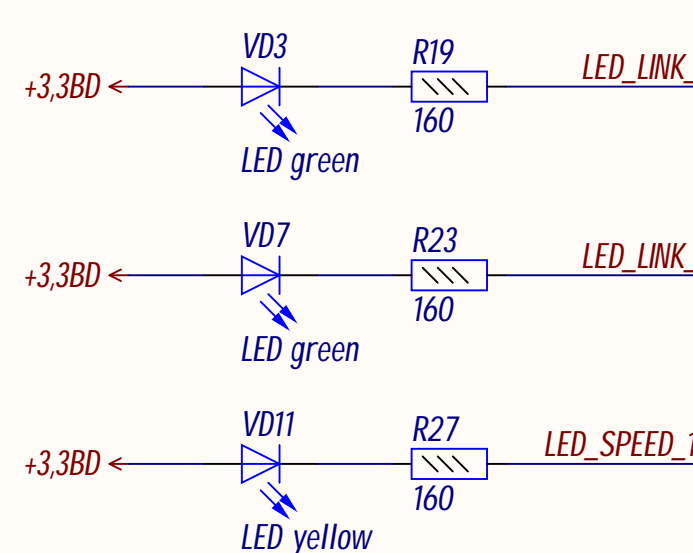 VD3
R19
LED_LINK_
+3,3BD
160
LED green
VD7
R23
LED_LINK_
+3,3BD
160
LED green
VD11
R27
LED_SPEED_1
+3,3BD
160
LED yellow